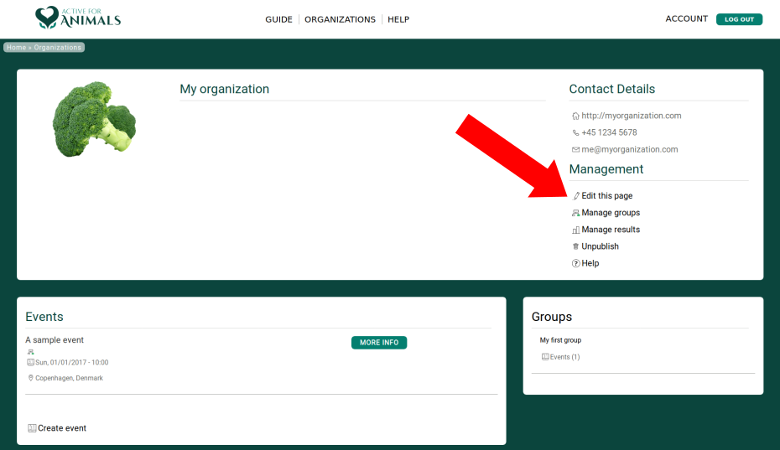 ACTIVE FOR
ANIMALS
GUIDE
ORGANIZATIONS
HELP
ACCOUNT
LOG OUT
Home » Organizations
My organization
Contact Details
http://myorganization.com
+45 1234 5678
me@myorganization.com
Management
Edit this page
Manage groups
Manage results
Unpublish
Help
Events
A sample event
MORE INFO
Sun, 01/01/2017 - 10:00
Copenhagen, Denmark
Create event
Groups
My first group
Events (1)